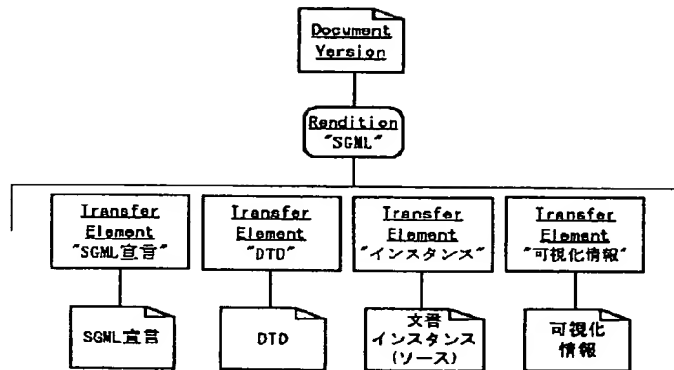 Document
Version
Rendition
"SGML"
Transfer
Element
"SGML宣言"
Transfer
Element
"DTD"
Transfer
Element
"インスタンス"
Transfer
Element
"可視化情報"
SGML宣言
DTD
文書
インスタンス
(ソース)
可視化
情報